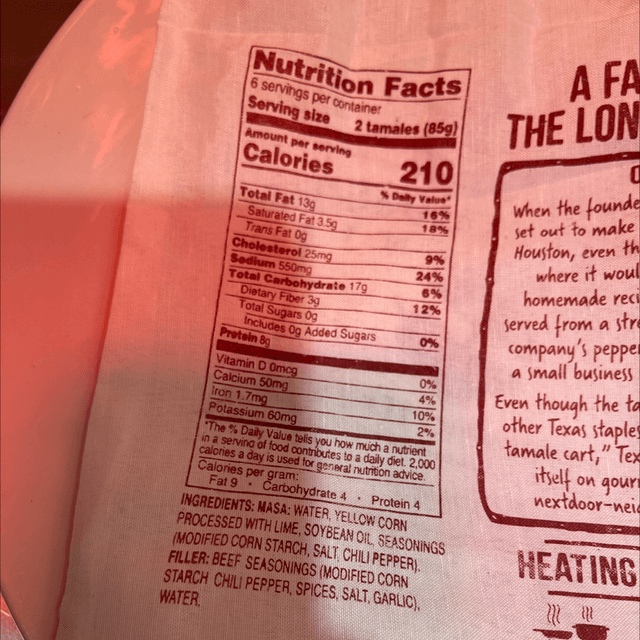 Nutrition Facts
6 servings per container
Serving size 2 tamales (85g)
Amount per serving
Calories 210
% Daily Value*
Total Fat 13g 16%
Saturated Fat 3.5g 18%
Trans Fat 0g
Cholesterol 25mg 9%
Sodium 550mg 24%
Total Carbohydrate 17g 6%
Dietary Fiber 3g 12%
Total Sugars 0g
Includes 0g Added Sugars 0%
Protein 8g
Vitamin D 0mcg 0%
Calcium 50mg 4%
Iron 1.7mg 10%
Potassium 60mg 2%
*The % Daily Value tells you how much a nutrient
in a serving of food contributes to a daily diet. 2,000
calories a day is used for general nutrition advice.
Calories per gram:
Fat 9 • Carbohydrate 4 • Protein 4
INGREDIENTS: MASA: WATER, YELLOW CORN
PROCESSED WITH LIME, SOYBEAN OIL, SEASONINGS
(MODIFIED CORN STARCH, SALT, CHILI PEPPER).
FILLER: BEEF SEASONINGS (MODIFIED CORN
STARCH CHILI PEPPER, SPICES, SALT, GARLIC),
WATER.
A FA
THE LON
When the founde
set out to make
Houston, even th
where it woul
homemade reci
served from a stre
company's peppe
a small business
Even though the ta
other Texas staples
tamale cart," Tex
itself on gour
nextdoor-neig
HEATING